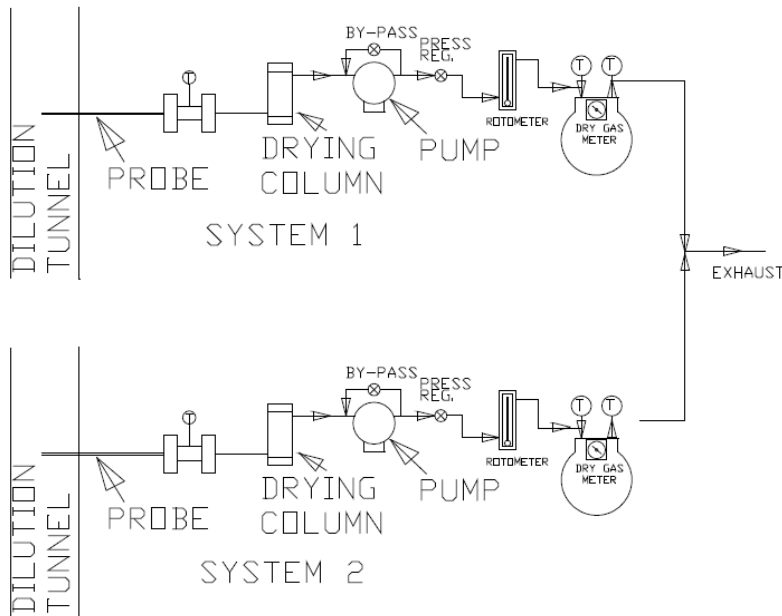 BY-PASS
PRESS
REG.
T
T
T
DILUTION
TUNNEL
PROBE
DRYING
COLUMN
PUMP
ROTOMETER
DRY GAS
METER
SYSTEM 1
EXHAUST
BY-PASS
PRESS
REG.
T
T
T
DILUTION
TUNNEL
PROBE
DRYING
COLUMN
PUMP
ROTOMETER
DRY GAS
METER
SYSTEM 2